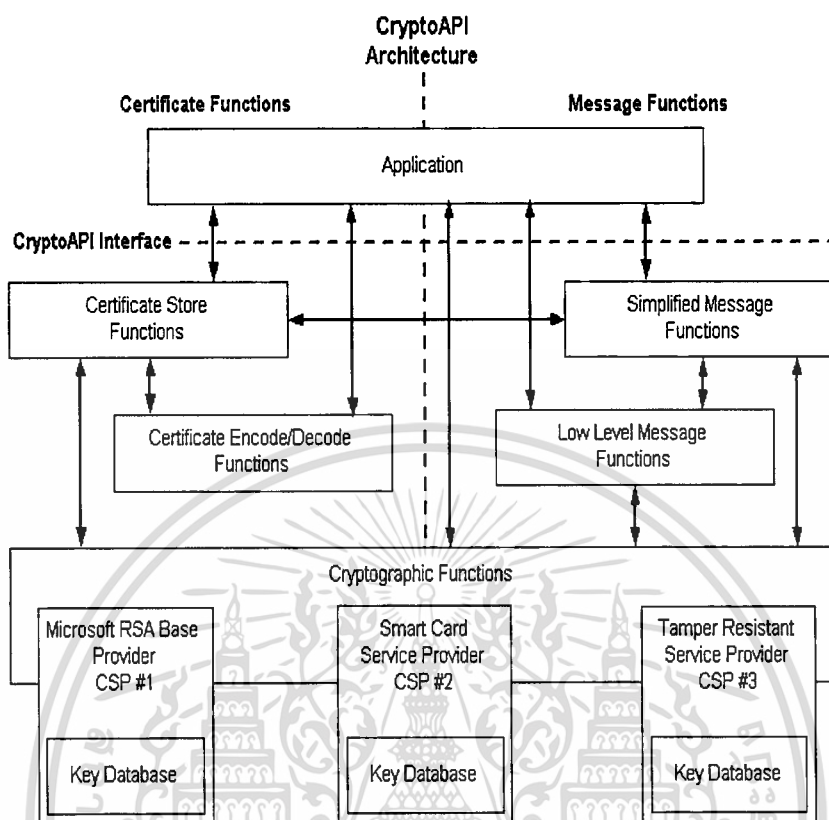 CryptoAPI
Architecture
Certificate Functions
Message Functions
Application
CryptoAPI Interface
Certificate Store
Functions
Simplified Message
Functions
Certificate Encode/Decode
Functions
Low Level Message
Functions
Cryptographic Functions
Microsoft RSA Base
Provider
CSP #1
Smart Card
Service Provider
CSP #2
Tamper Resistant
Service Provider
CSP #3
Key Database
Key Database
Key Database